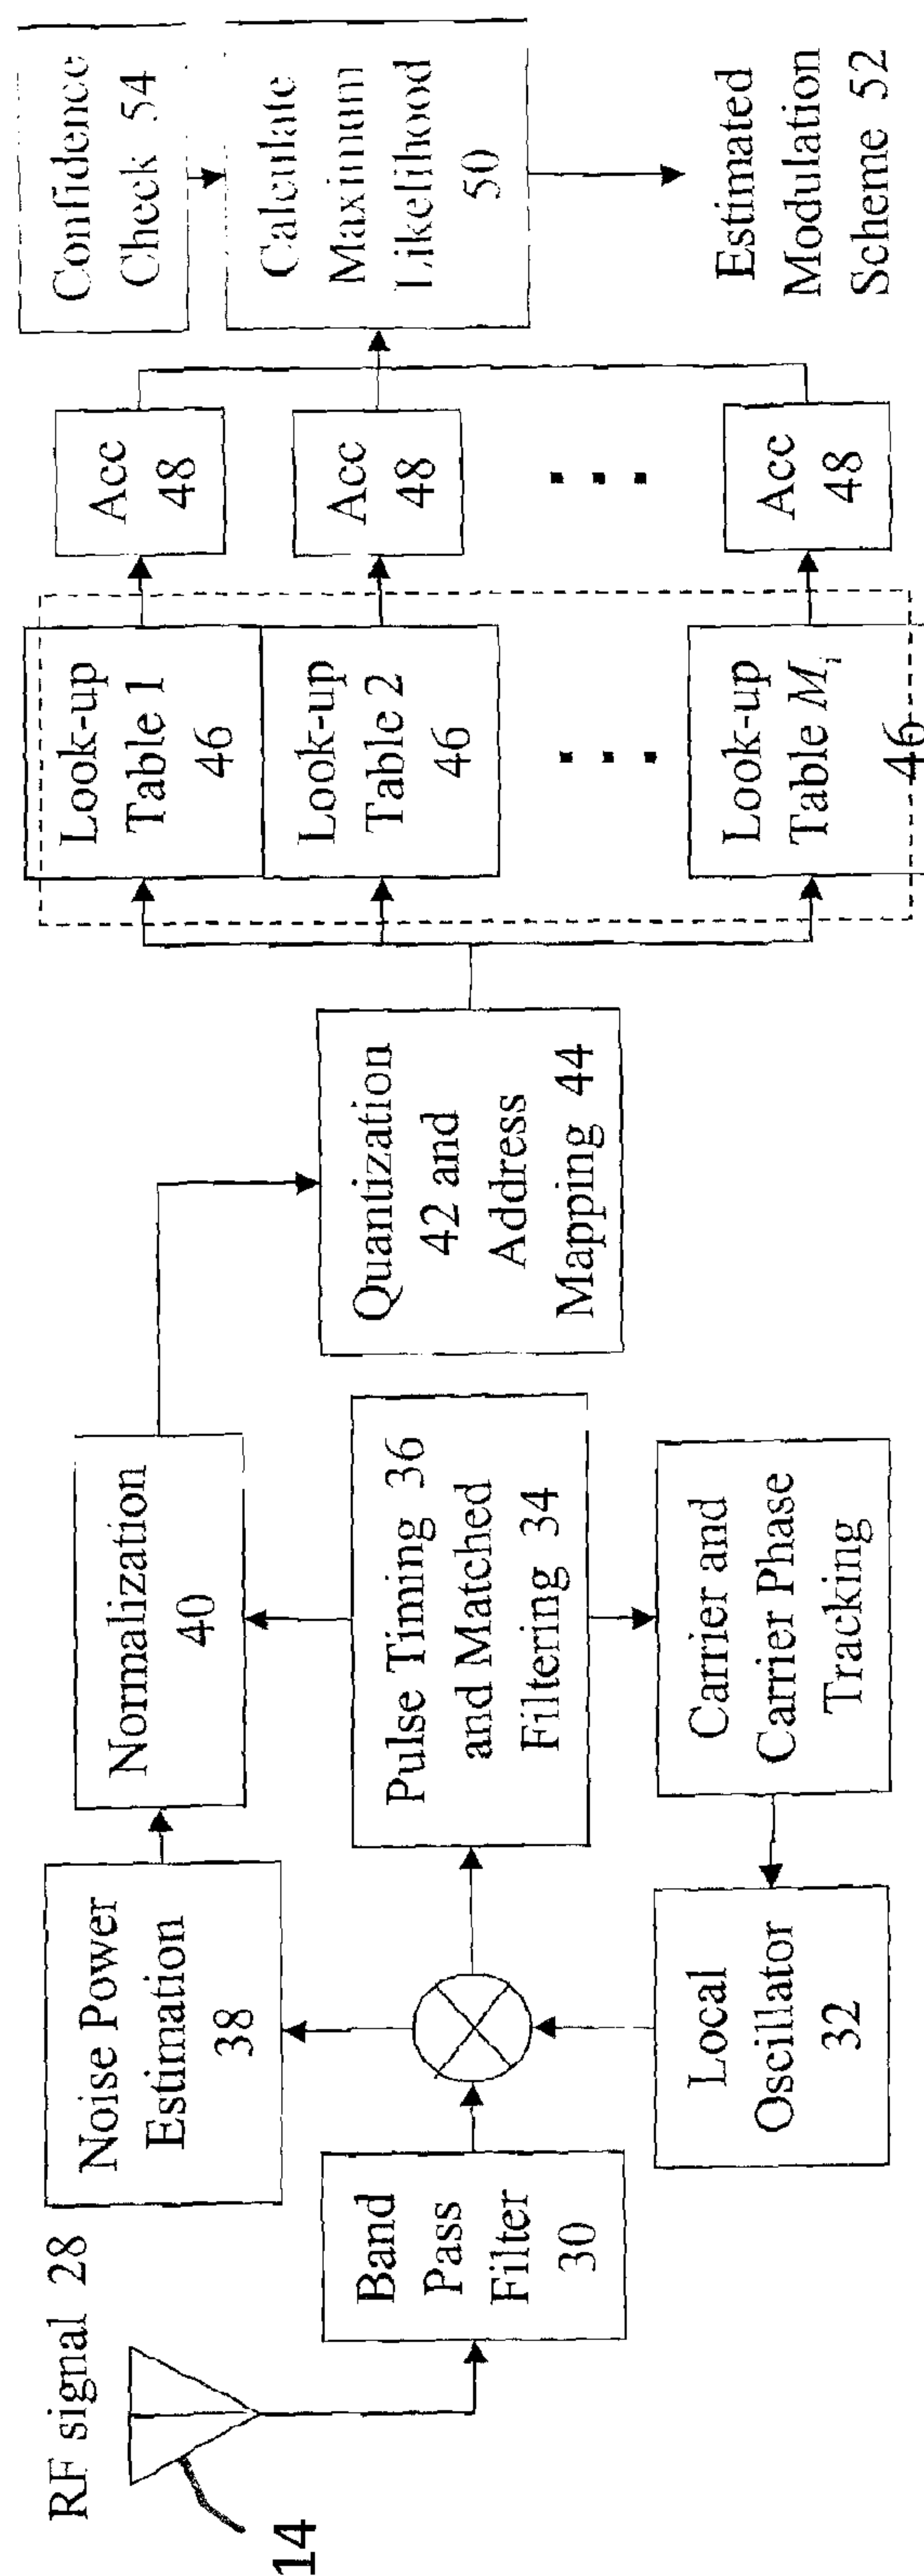 RF signal 28
14
Band
Pass
Filter
30
Noise Power
Estimation
38
Local
Oscillator
32
Normalization
40
Pulse Timing 36
and Matched
Filtering 34
Carrier and
Carrier Phase
Tracking
Quantization
42 and
Address
Mapping 44
Look-up
Table 1
46
Look-up
Table 2
46
Look-up
Table Mi
46
Acc
48
Acc
48
Acc
48
Confidence
Check 54
Calculate
Maximum
Likelihood
50
Estimated
Modulation
Scheme 52